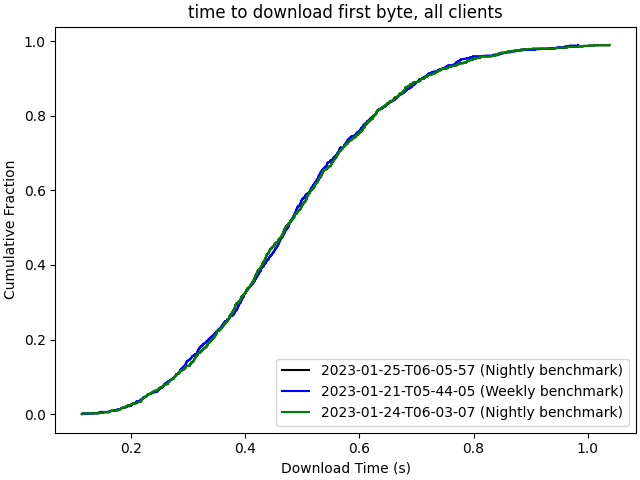 time to download first byte, all clients
1.0
0.8
0.6
0.4
0.2
0.0
Cumulative Fraction
2023-01-25-T06-05-57 (Nightly benchmark)
2023-01-21-T05-44-05 (Weekly benchmark)
2023-01-24-T06-03-07 (Nightly benchmark)
0.2 0.4 0.6 0.8 1.0
Download Time (s)